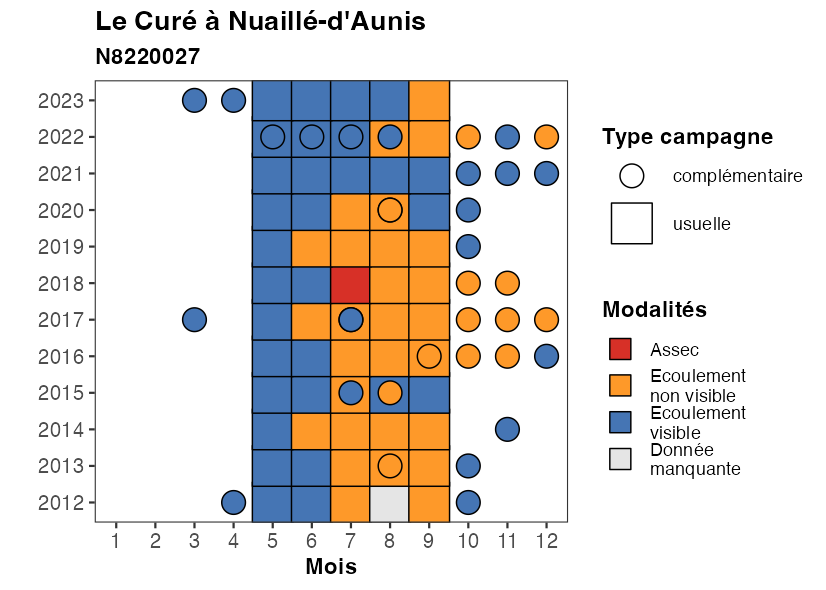 Le Curé à Nuaillé-d'Aunis
N8220027
2023
2022
2021
2020
2019
2018
2017
2016
2015
2014
2013
2012
1 2 3 4 5 6 7 8 9 10 11 12
Mois
Type campagne
complémentaire
usuelle
Modalités
Assec
Ecoulement
non visible
Ecoulement
visible
Donnée
manquante